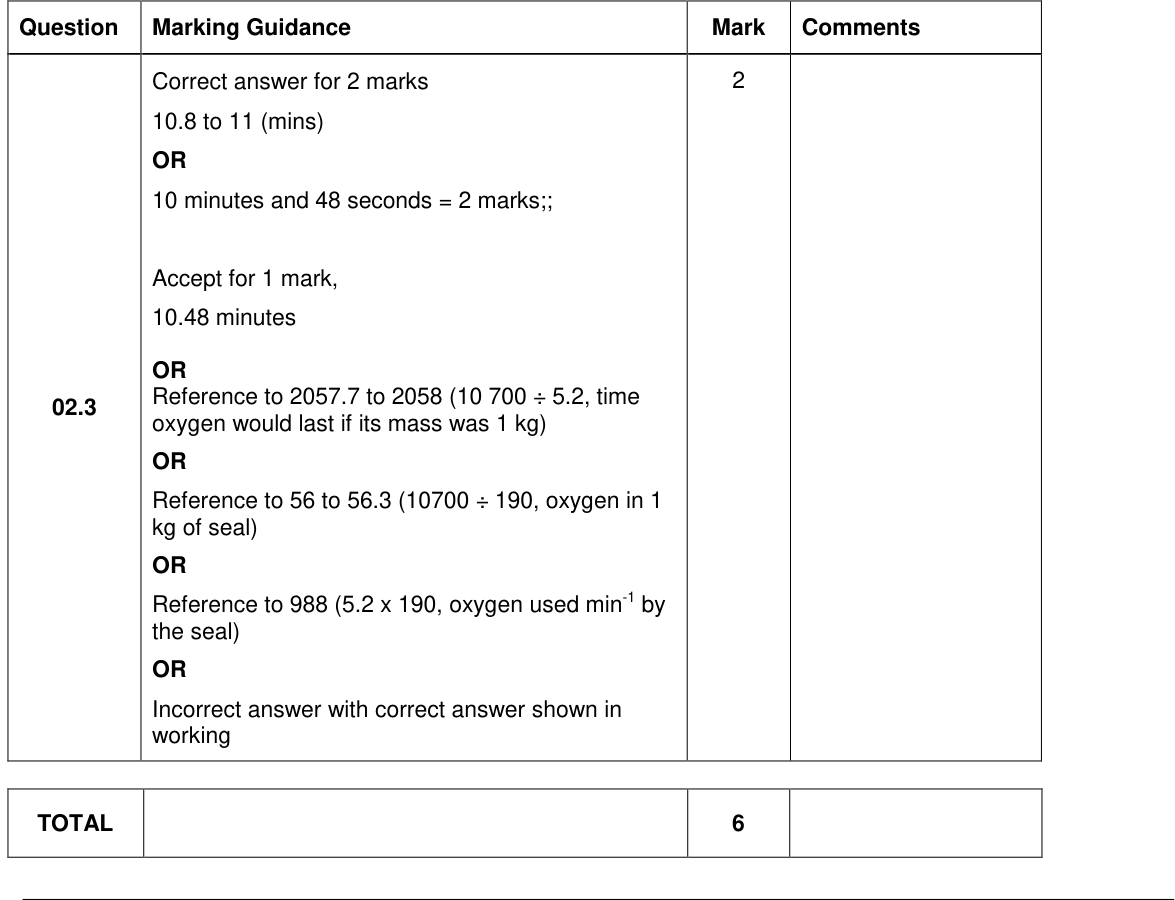 Question Marking Guidance Mark Comments
Correct answer for 2 marks 2
10.8 to 11 (mins)
OR
10 minutes and 48 seconds = 2 marks;;
Accept for 1 mark,
10.48 minutes
OR
Reference to 2057.7 to 2058 (10 700 ÷ 5.2, time
02.3
oxygen would last if its mass was 1 kg)
OR
Reference to 56 to 56.3 (10700 ÷ 190, oxygen in 1
kg of seal)
OR
Reference to 988 (5.2 x 190, oxygen used min⁻¹ by
the seal)
OR
Incorrect answer with correct answer shown in
working
TOTAL 6